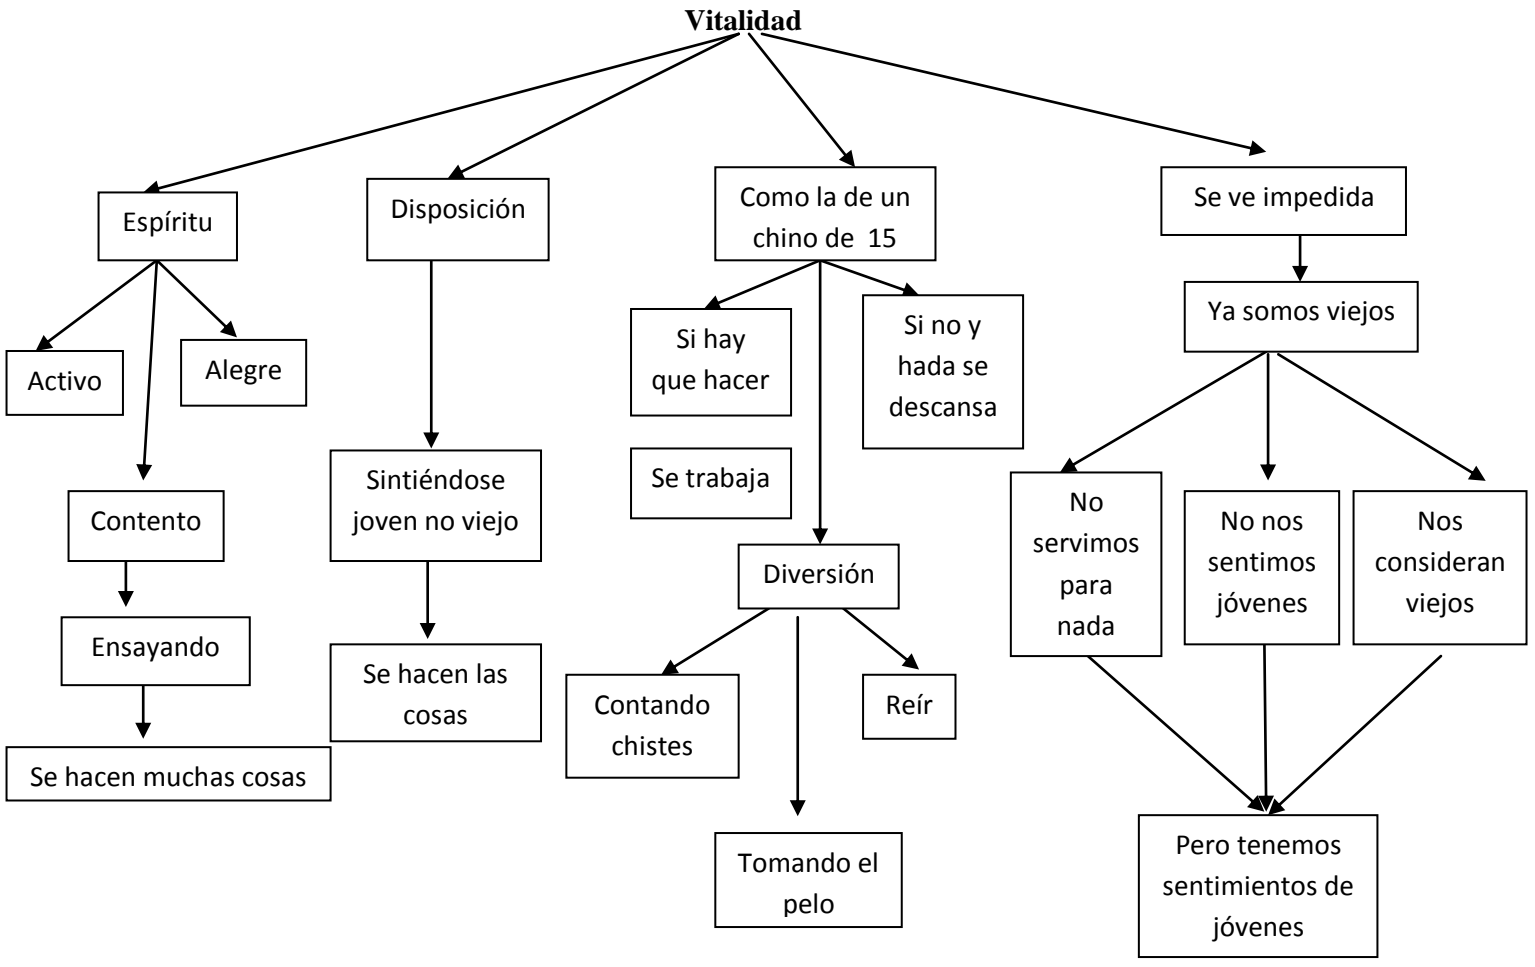 Vitalidad
Espíritu
Disposición
Como la de un
chino de 15
Se ve impedida
Activo
Alegre
Contento
Ensayando
Se hacen muchas cosas
Sintiéndose
joven no viejo
Se hacen las
cosas
Si hay
que hacer
Se trabaja
Si no y
hada se
descansa
Diversión
Contando
chistes
Tomando el
pelo
Reír
Ya somos viejos
No
servimos
para
nada
No nos
sentimos
jóvenes
Nos
consideran
viejos
Pero tenemos
sentimientos de
jóvenes